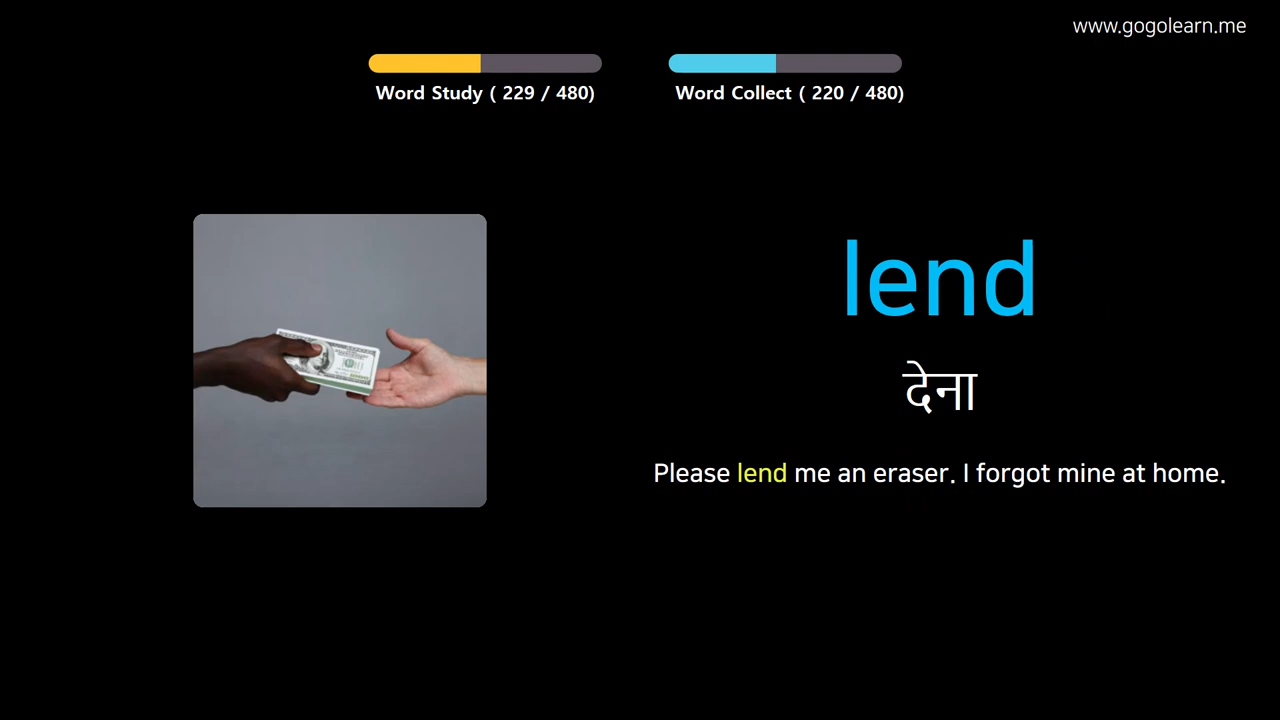 www.gogolearn.me
Word Study ( 229 / 480)
Word Collect ( 220 / 480)
lend
देना
Please lend me an eraser. I forgot mine at home.